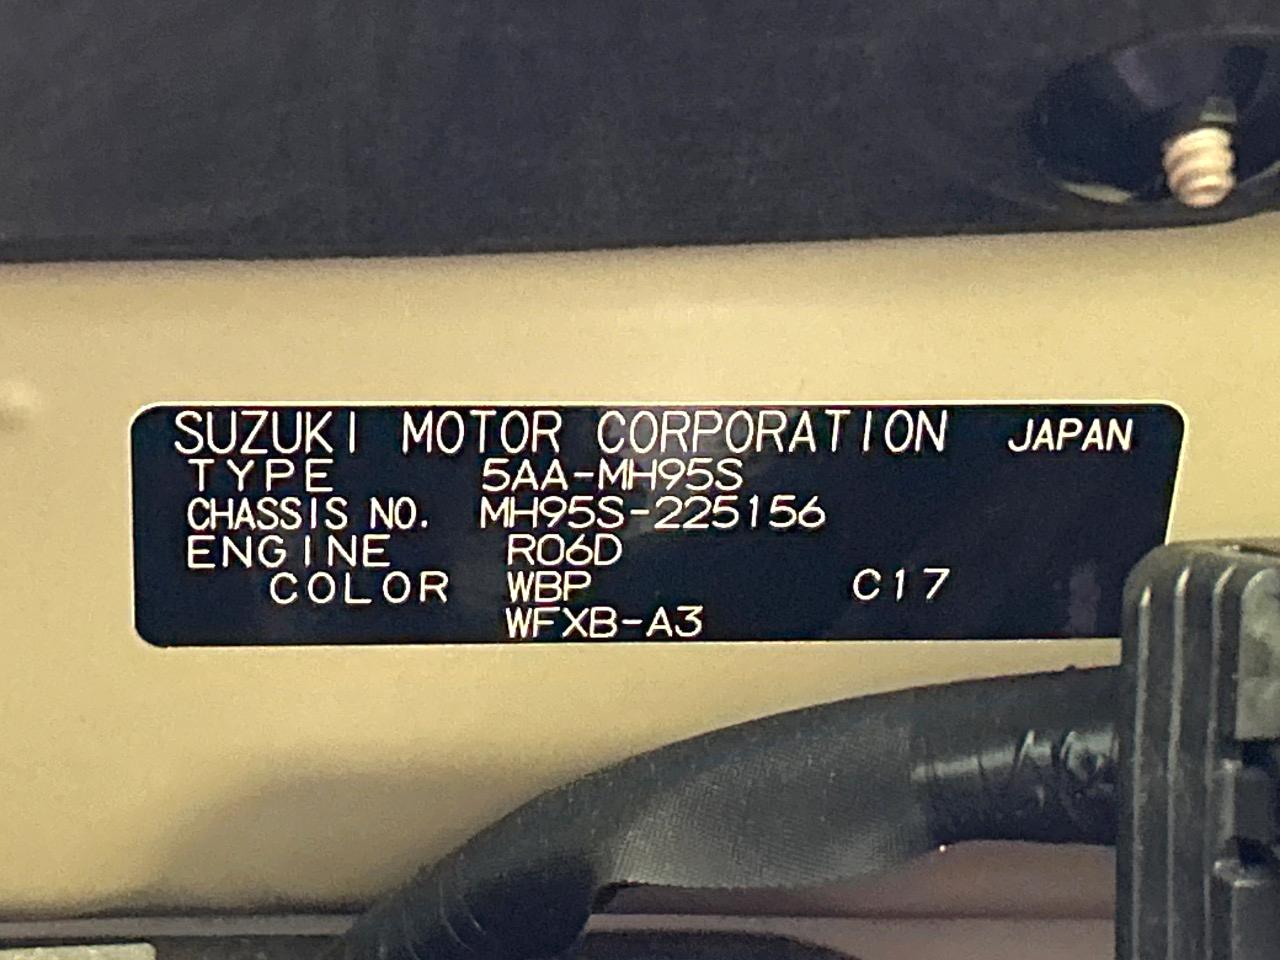 SUZUKI MOTOR CORPORATION JAPAN
TYPE 5AA-MH95S
CHASSIS NO. MH95S-225156
ENGINE R06D
COLOR WBP C17
WFXB-A3